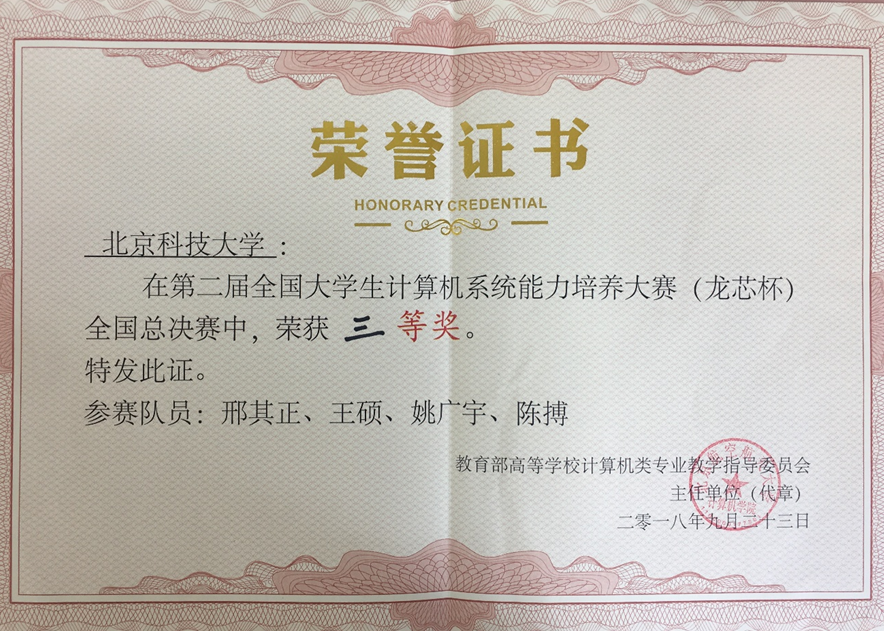 荣誉证书
HONORARY CREDENTIAL
北京科技大学：
在第二届全国大学生计算机系统能力培养大赛（龙芯杯）
全国总决赛中，荣获 三 等奖。
特发此证。
参赛队员：邢其正、王硕、姚广宇、陈搏
教育部高等学校计算机类专业教学指导委员会
主任单位（代章）
二零一八年九月二十三日
计算机学院